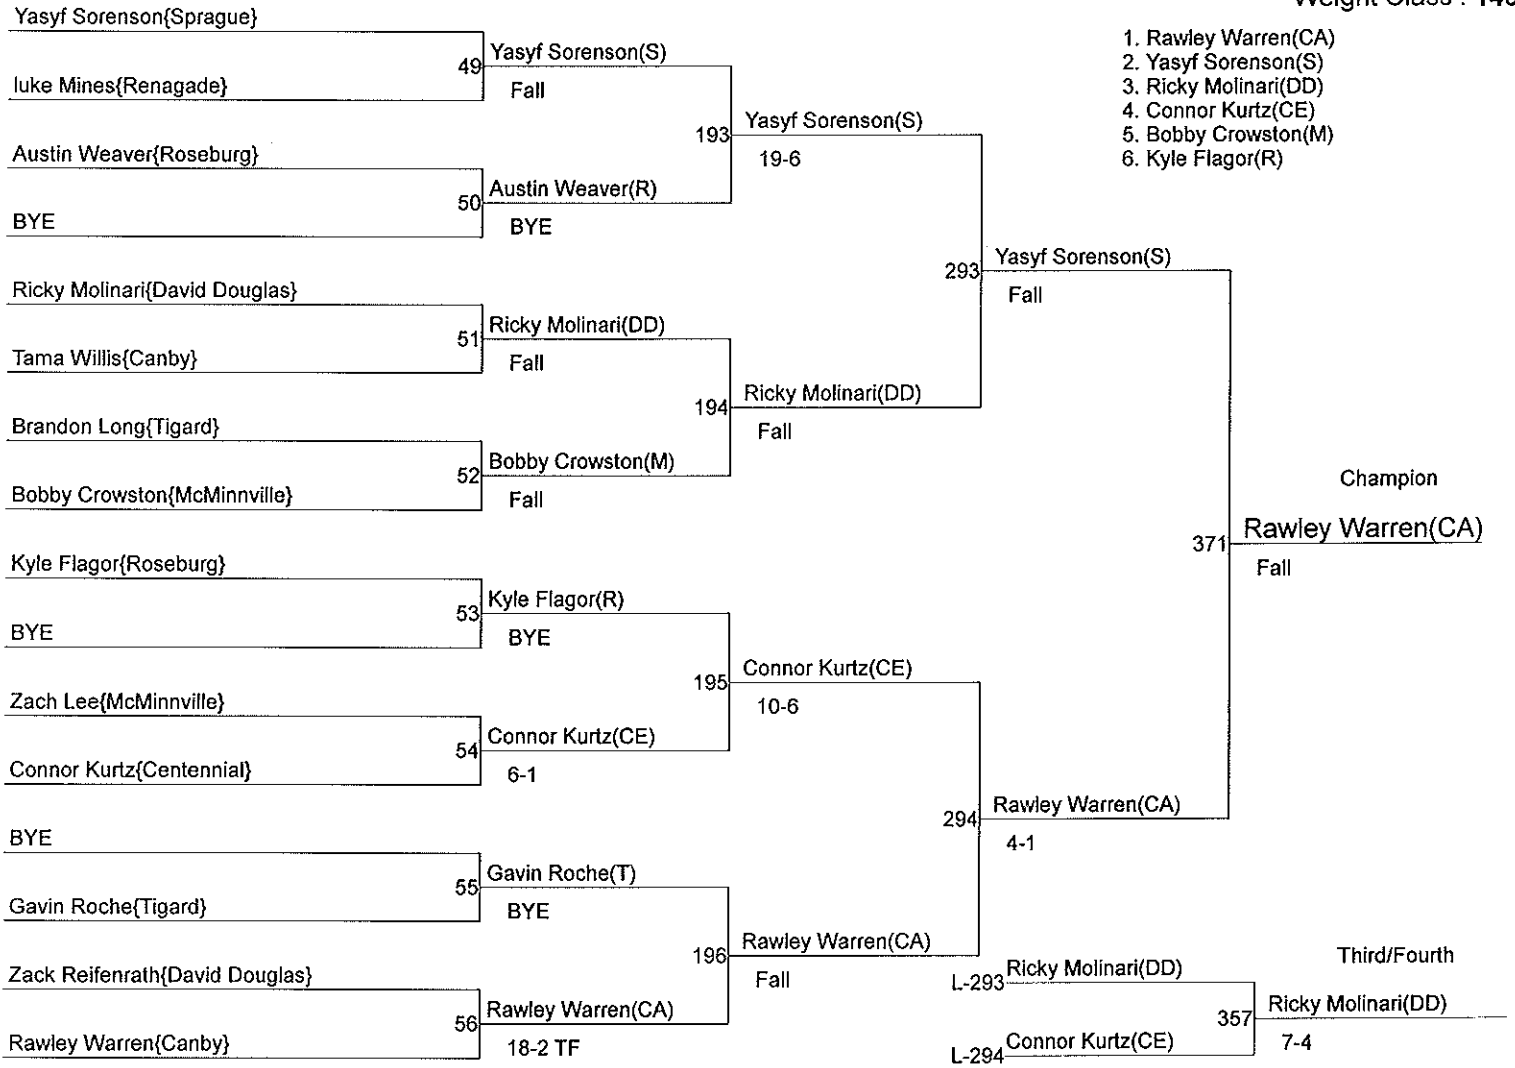 Weight Class :
1. Rawley Warren(CA)
2. Yasyf Sorenson(S)
3. Ricky Molinari(DD)
4. Connor Kurtz(CE)
5. Bobby Crowston(M)
6. Kyle Flagor(R)
Yasyf Sorenson{Sprague}
luke Mines{Renagade}
Austin Weaver{Roseburg}
BYE
Ricky Molinari{David Douglas}
Tama Willis{Canby}
Brandon Long{Tigard}
Bobby Crowston{McMinnville}
Kyle Flagor{Roseburg}
BYE
Zach Lee{McMinnville}
Connor Kurtz{Centennial}
BYE
Gavin Roche{Tigard}
Zack Reifenrath{David Douglas}
Rawley Warren{Canby}
49 Yasyf Sorenson(S)
Fall
50 Austin Weaver(R)
BYE
51 Ricky Molinari(DD)
Fall
52 Bobby Crowston(M)
Fall
53 Kyle Flagor(R)
BYE
54 Connor Kurtz(CE)
6-1
55 Gavin Roche(T)
BYE
56 Rawley Warren(CA)
18-2 TF
193 Yasyf Sorenson(S)
19-6
194 Ricky Molinari(DD)
Fall
195 Connor Kurtz(CE)
10-6
196 Rawley Warren(CA)
Fall
293 Yasyf Sorenson(S)
Fall
294 Rawley Warren(CA)
4-1
Champion
371 Rawley Warren(CA)
Fall
Third/Fourth
L-293 Ricky Molinari(DD)
L-294 Connor Kurtz(CE)
357 Ricky Molinari(DD)
7-4